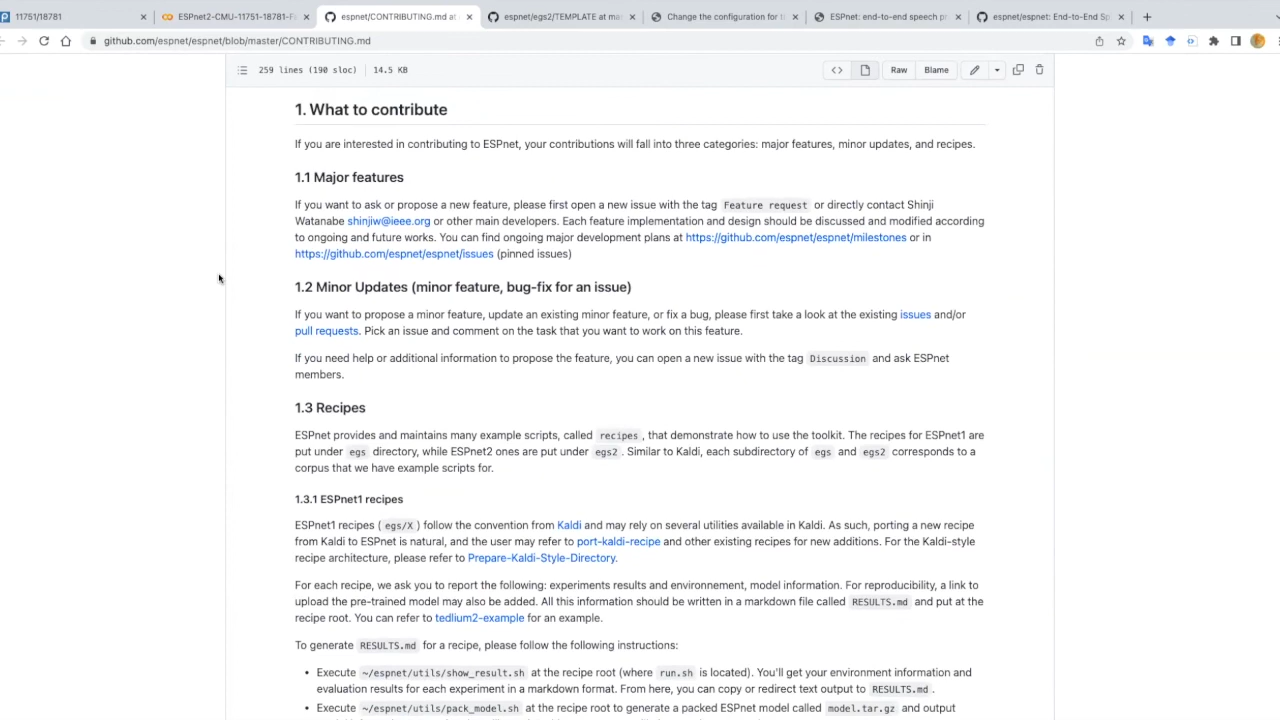 11751/18781
ESPnet2-CMU-11751-18781-F
espnet/CONTRIBUTING.md at
espnet/egs2/TEMPLATE at ma
Change the configuration for t
ESPnet: end-to-end speech pr
espnet/espnet: End-to-End Sp
github.com/espnet/espnet/blob/master/CONTRIBUTING.md
259 lines (190 sloc) 14.5 KB
Raw Blame
1. What to contribute
If you are interested in contributing to ESPnet, your contributions will fall into three categories: major features, minor updates, and recipes.
1.1 Major features
If you want to ask or propose a new feature, please first open a new issue with the tag Feature request or directly contact Shinji
Watanabe shinjiw@ieee.org or other main developers. Each feature implementation and design should be discussed and modified according
to ongoing and future works. You can find ongoing major development plans at https://github.com/espnet/espnet/milestones or in
https://github.com/espnet/espnet/issues (pinned issues)
1.2 Minor Updates (minor feature, bug-fix for an issue)
If you want to propose a minor feature, update an existing minor feature, or fix a bug, please first take a look at the existing issues and/or
pull requests. Pick an issue and comment on the task that you want to work on this feature.
If you need help or additional information to propose the feature, you can open a new issue with the tag Discussion and ask ESPnet
members.
1.3 Recipes
ESPnet provides and maintains many example scripts, called recipes, that demonstrate how to use the toolkit. The recipes for ESPnet1 are
put under egs directory, while ESPnet2 ones are put under egs2. Similar to Kaldi, each subdirectory of egs and egs2 corresponds to a
corpus that we have example scripts for.
1.3.1 ESPnet1 recipes
ESPnet1 recipes (egs/X) follow the convention from Kaldi and may rely on several utilities available in Kaldi. As such, porting a new recipe
from Kaldi to ESPnet is natural, and the user may refer to port-kaldi-recipe and other existing recipes for new additions. For the Kaldi-style
recipe architecture, please refer to Prepare-Kaldi-Style-Directory.
For each recipe, we ask you to report the following: experiments results and environnement, model information. For reproducibility, a link to
upload the pre-trained model may also be added. All this information should be written in a markdown file called RESULTS.md and put at the
recipe root. You can refer to tedlium2-example for an example.
To generate RESULTS.md for a recipe, please follow the following instructions:
• Execute ~/espnet/utils/show_result.sh at the recipe root (where run.sh is located). You'll get your environment information and
evaluation results for each experiment in a markdown format. From here, you can copy or redirect text output to RESULTS.md.
• Execute ~/espnet/utils/pack_model.sh at the recipe root to generate a packed ESPnet model called model.tar.gz and output